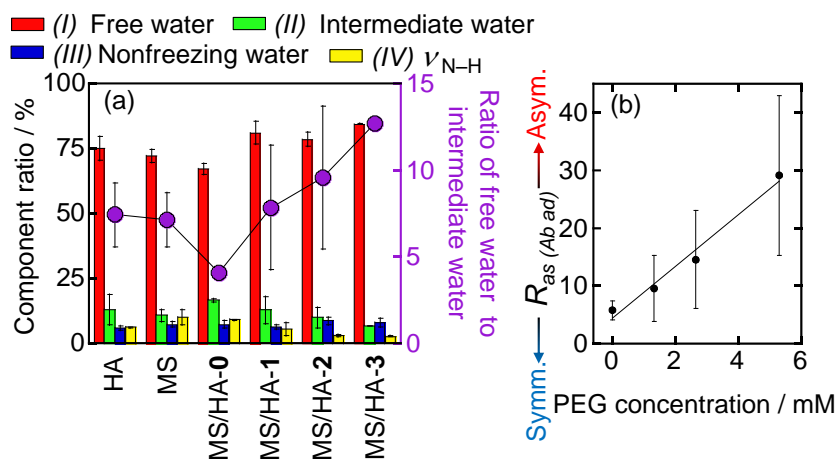 (I) Free water (II) Intermediate water
(III) Nonfreezing water (IV) νN–H
(a)
Component ratio / %
100
75
50
25
0
15
10
5
0
Ratio of free water to
intermediate water
HA
MS
MS/HA-0
MS/HA-1
MS/HA-2
MS/HA-3
(b)
Symm. Ras (Ab ad) Asym.
40
30
20
10
0
0 2 4 6
PEG concentration / mM